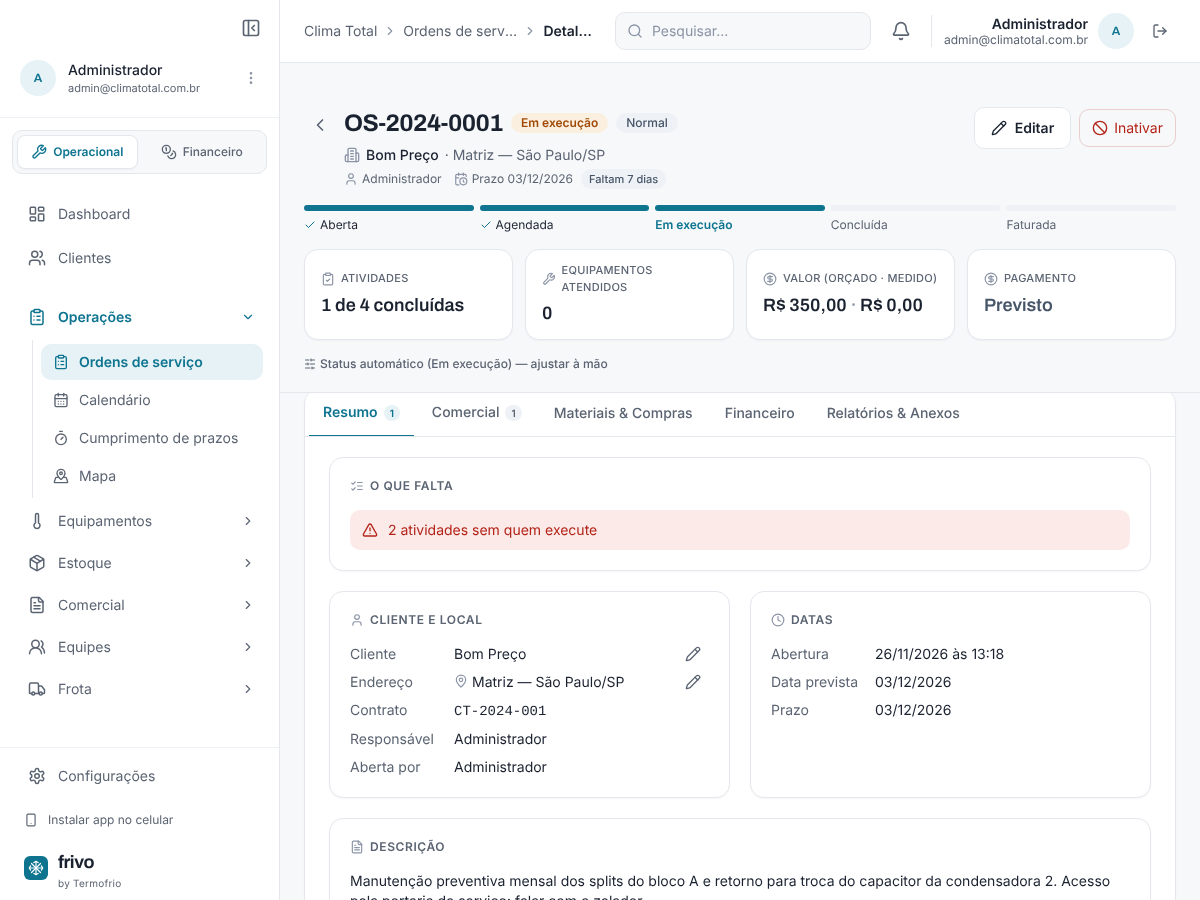 A
Administrador
admin@climatotal.com.br
Operacional
Financeiro
Dashboard
Clientes
Operações
Ordens de serviço
Calendário
Cumprimento de prazos
Mapa
Equipamentos
Estoque
Comercial
Equipes
Frota
Configurações
Instalar app no celular
frivo
by Termofrio
Clima Total > Ordens de serv... > Detal...
Pesquisar...
Administrador
admin@climatotal.com.br
A
OS-2024-0001 Em execução Normal
Editar
Inativar
Bom Preço · Matriz — São Paulo/SP
Administrador Prazo 03/12/2026 Faltam 7 dias
Aberta
Agendada
Em execução
Concluída
Faturada
ATIVIDADES
1 de 4 concluídas
EQUIPAMENTOS
ATENDIDOS
0
VALOR (ORÇADO · MEDIDO)
R$ 350,00 · R$ 0,00
PAGAMENTO
Previsto
Status automático (Em execução) — ajustar à mão
Resumo 1
Comercial 1
Materiais & Compras
Financeiro
Relatórios & Anexos
O QUE FALTA
2 atividades sem quem execute
CLIENTE E LOCAL
Cliente Bom Preço
Endereço Matriz — São Paulo/SP
Contrato CT-2024-001
Responsável Administrador
Aberta por Administrador
DATAS
Abertura 26/11/2026 às 13:18
Data prevista 03/12/2026
Prazo 03/12/2026
DESCRIÇÃO
Manutenção preventiva mensal dos splits do bloco A e retorno para troca do capacitor da condensadora 2. Acesso